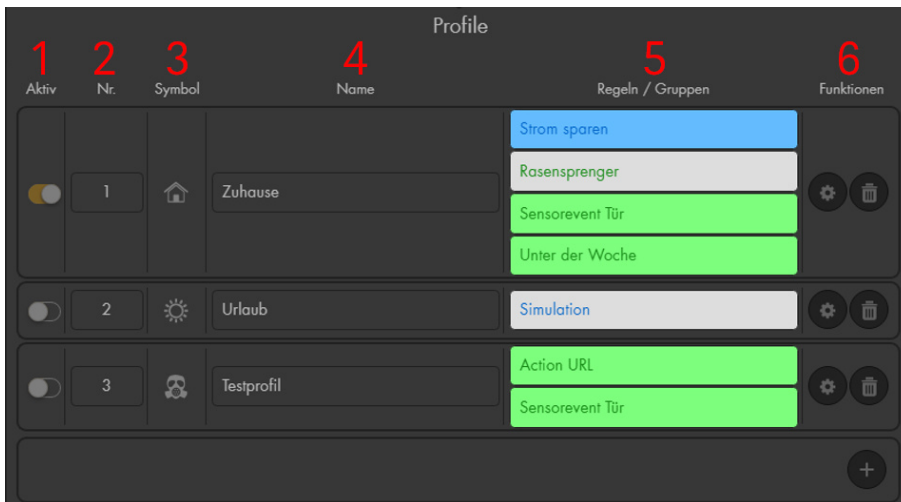 Profile
1 2 3 4 5 6
Aktiv Nr. Symbol Name Regeln / Gruppen Funktionen
Strom sparen
Rasensprenger
1 Zuhause
Sensorevent Tür
Unter der Woche
2 Urlaub Simulation
Action URL
3 Testprofil
Sensorevent Tür
+